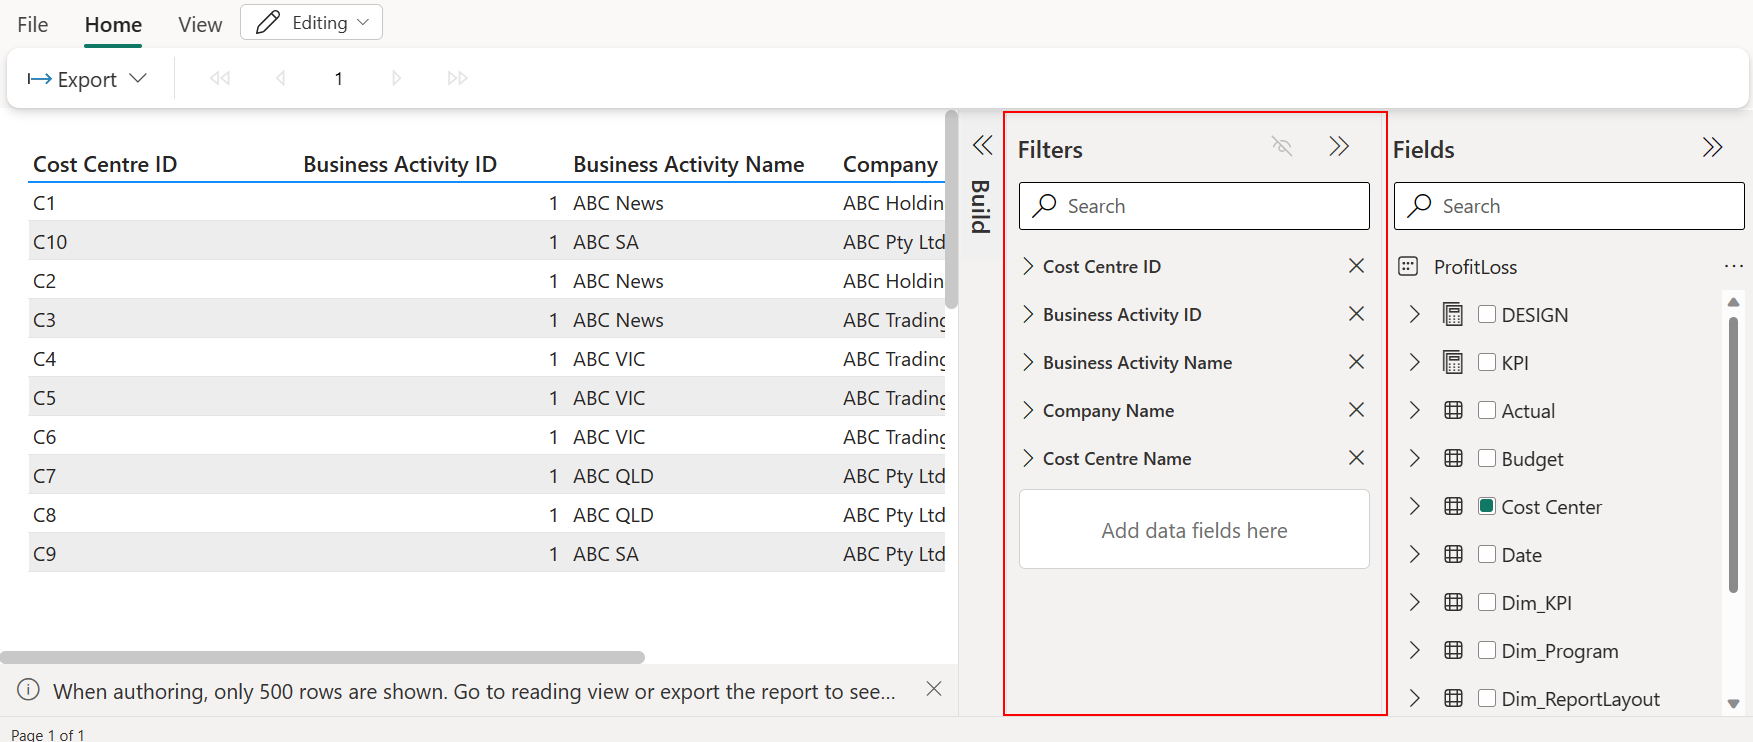 File Home View Editing
Export 1
Cost Centre ID Business Activity ID Business Activity Name Company
C1 1 ABC News ABC Holdin
C10 1 ABC SA ABC Pty Ltd
C2 1 ABC News ABC Holdin
C3 1 ABC News ABC Trading
C4 1 ABC VIC ABC Trading
C5 1 ABC VIC ABC Trading
C6 1 ABC VIC ABC Trading
C7 1 ABC QLD ABC Pty Ltd
C8 1 ABC QLD ABC Pty Ltd
C9 1 ABC SA ABC Pty Ltd
When authoring, only 500 rows are shown. Go to reading view or export the report to see...
Page 1 of 1
Build
Filters
Search
Cost Centre ID
Business Activity ID
Business Activity Name
Company Name
Cost Centre Name
Add data fields here
Fields
Search
ProfitLoss ...
DESIGN
KPI
Actual
Budget
Cost Center
Date
Dim_KPI
Dim_Program
Dim_ReportLayout